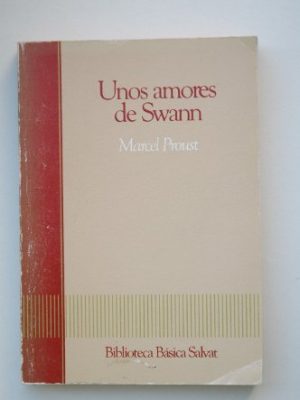 Unos amores
de Swann
Marcel Proust
Biblioteca Básica Salvat